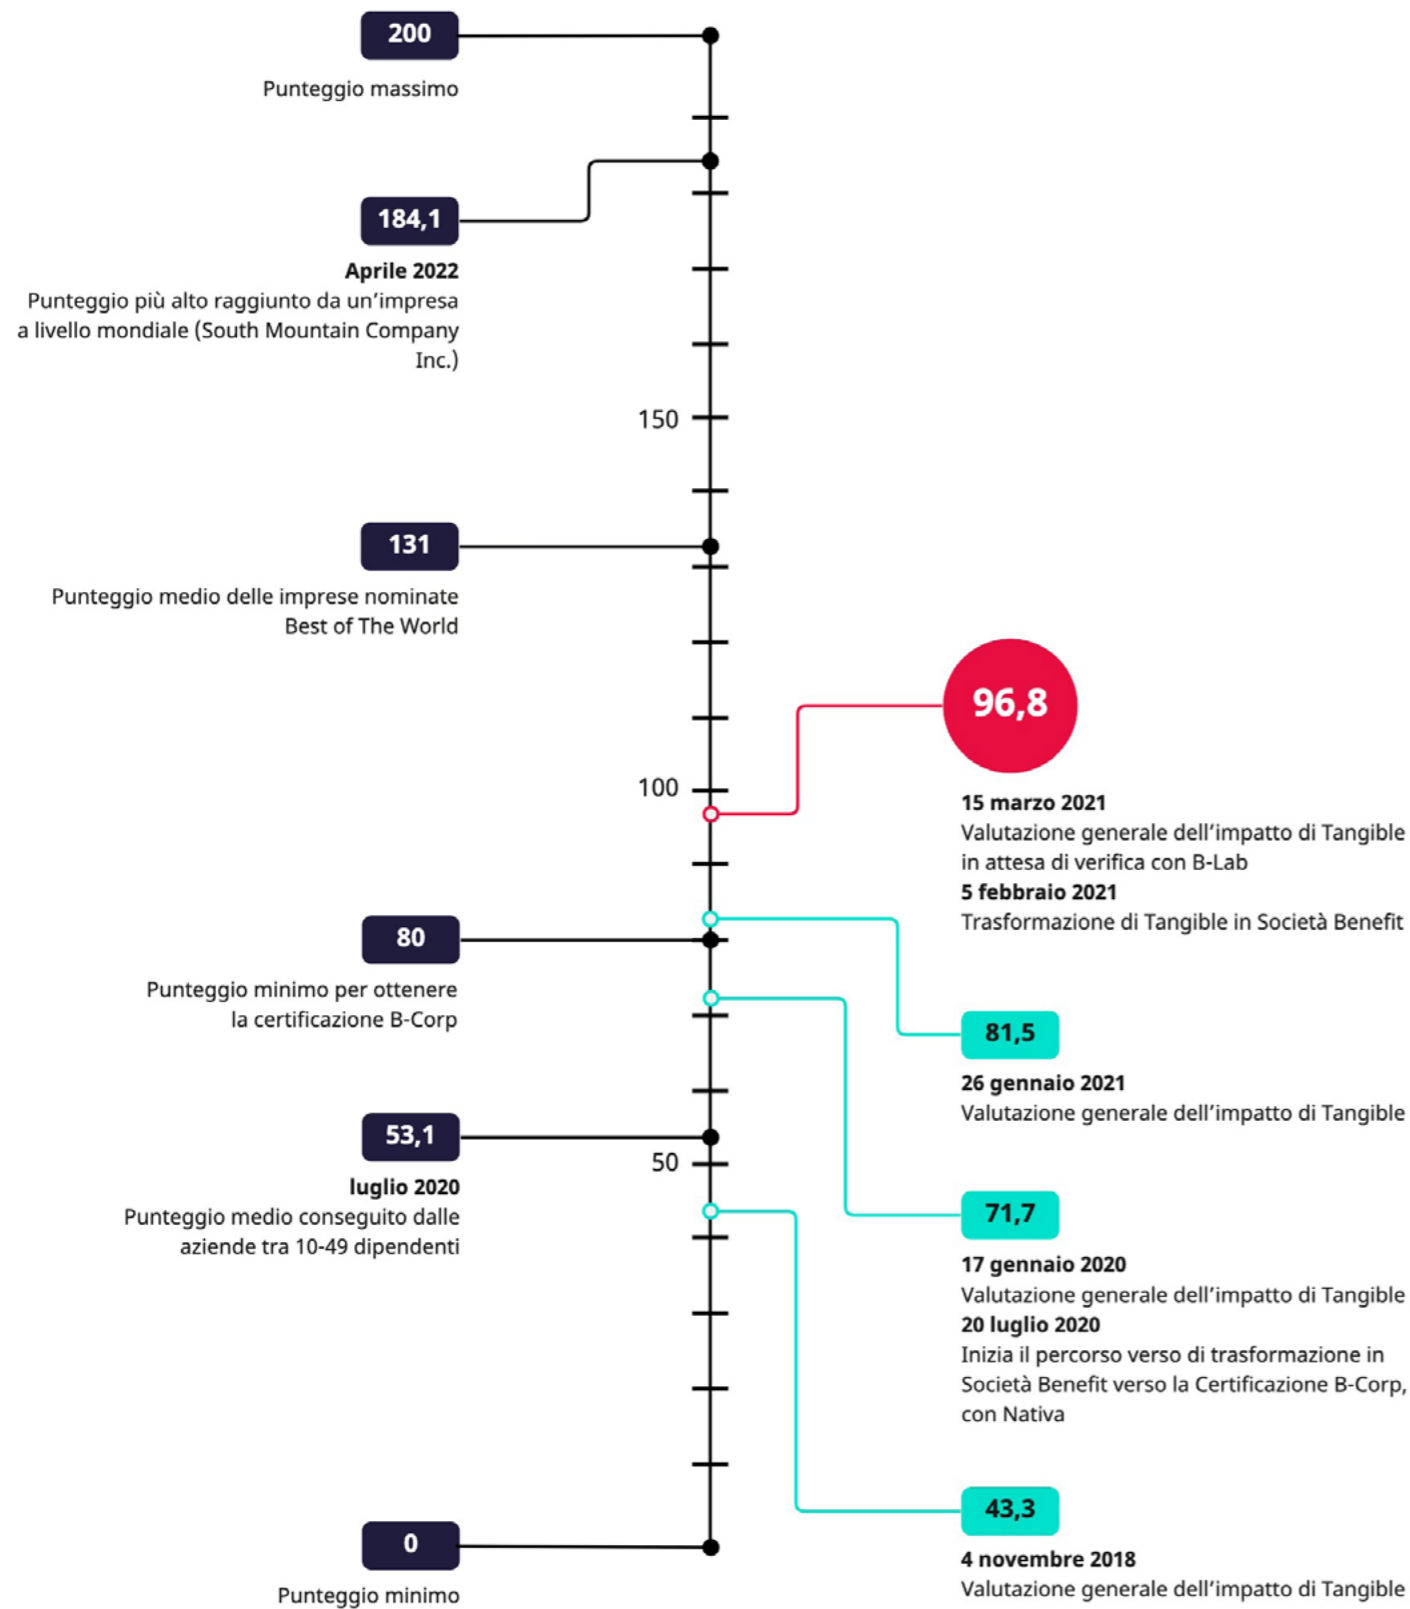 200
Punteggio massimo
184,1
Aprile 2022
Punteggio più alto raggiunto da un'impresa
a livello mondiale (South Mountain Company
Inc.)
150
131
Punteggio medio delle imprese nominate
Best of The World
96,8
100
15 marzo 2021
Valutazione generale dell'impatto di Tangible
in attesa di verifica con B-Lab
5 febbraio 2021
Trasformazione di Tangible in Società Benefit
80
Punteggio minimo per ottenere
la certificazione B-Corp
81,5
26 gennaio 2021
Valutazione generale dell'impatto di Tangible
53,1
luglio 2020
Punteggio medio conseguito dalle
aziende tra 10-49 dipendenti
50
71,7
17 gennaio 2020
Valutazione generale dell'impatto di Tangible
20 luglio 2020
Inizia il percorso verso di trasformazione in
Società Benefit verso la Certificazione B-Corp,
con Nativa
43,3
4 novembre 2018
Valutazione generale dell'impatto di Tangible
0
Punteggio minimo